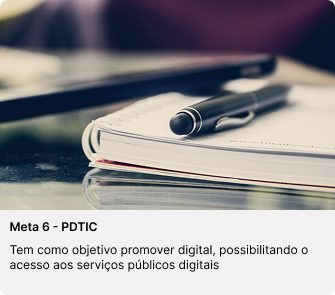 Meta 6 - PDTIC
Tem como objetivo promover digital, possibilitando o
acesso aos serviços públicos digitais